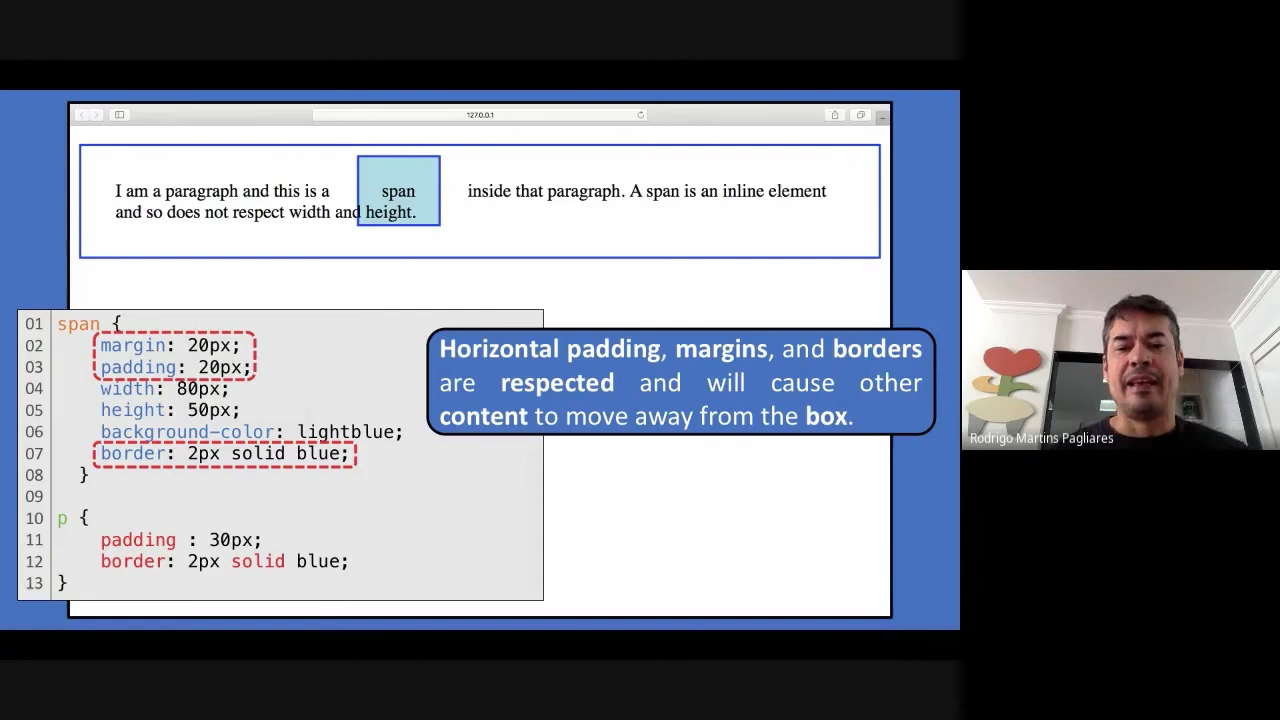 127.0.0.1
I am a paragraph and this is a span inside that paragraph. A span is an inline element
and so does not respect width and height.
01 span {
02 margin: 20px;
03 padding: 20px;
04 width: 80px;
05 height: 50px;
06 background-color: lightblue;
07 border: 2px solid blue;
08 }
09
10 p {
11 padding : 30px;
12 border: 2px solid blue;
13 }
Horizontal padding, margins, and borders
are respected and will cause other
content to move away from the box.
Rodrigo Martins Pagliares